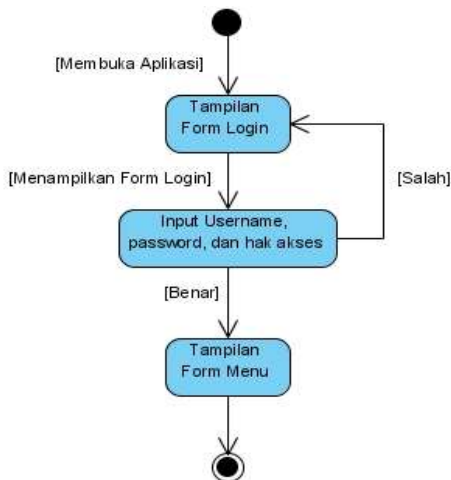 [Membuka Aplikasi]
Tampilan
Form Login
[Menampilkan Form Login]
[Salah]
Input Username,
password, dan hak akses
[Benar]
Tampilan
Form Menu